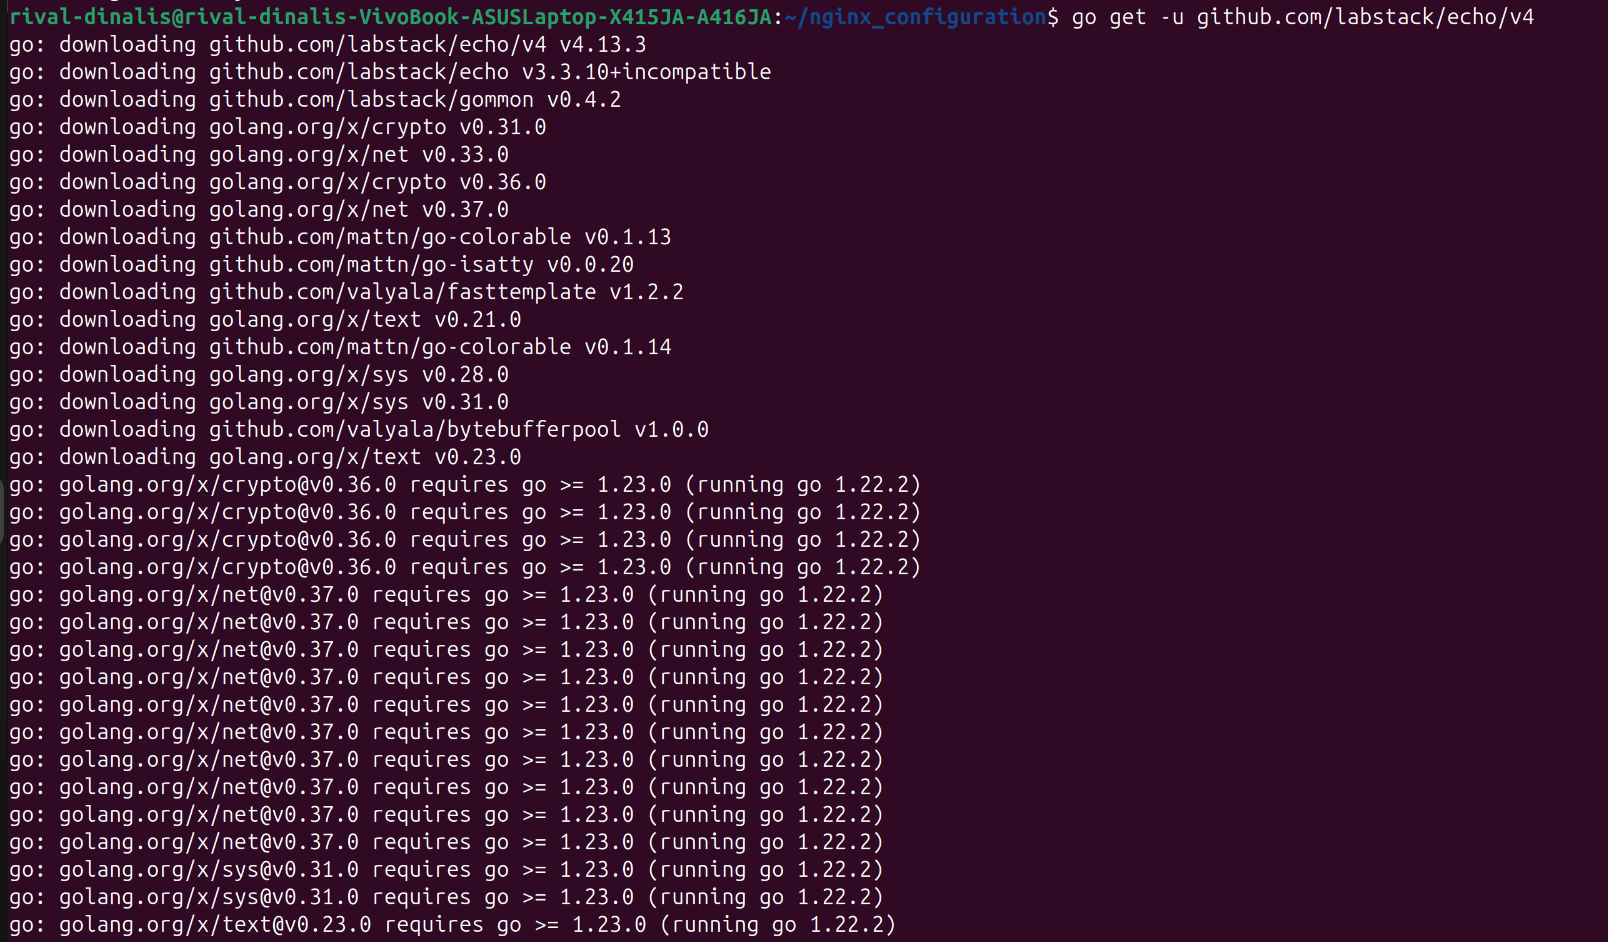 rival-dinalis@rival-dinalis-VivoBook-ASUSLaptop-X415JA-A416JA:~/nginx_configuration$ go get -u github.com/labstack/echo/v4
go: downloading github.com/labstack/echo/v4 v4.13.3
go: downloading github.com/labstack/echo v3.3.10+incompatible
go: downloading github.com/labstack/gommon v0.4.2
go: downloading golang.org/x/crypto v0.31.0
go: downloading golang.org/x/net v0.33.0
go: downloading golang.org/x/crypto v0.36.0
go: downloading golang.org/x/net v0.37.0
go: downloading github.com/mattn/go-colorable v0.1.13
go: downloading github.com/mattn/go-isatty v0.0.20
go: downloading github.com/valyala/fasttemplate v1.2.2
go: downloading golang.org/x/text v0.21.0
go: downloading github.com/mattn/go-colorable v0.1.14
go: downloading golang.org/x/sys v0.28.0
go: downloading golang.org/x/sys v0.31.0
go: downloading github.com/valyala/bytebufferpool v1.0.0
go: downloading golang.org/x/text v0.23.0
go: golang.org/x/crypto@v0.36.0 requires go >= 1.23.0 (running go 1.22.2)
go: golang.org/x/crypto@v0.36.0 requires go >= 1.23.0 (running go 1.22.2)
go: golang.org/x/crypto@v0.36.0 requires go >= 1.23.0 (running go 1.22.2)
go: golang.org/x/crypto@v0.36.0 requires go >= 1.23.0 (running go 1.22.2)
go: golang.org/x/net@v0.37.0 requires go >= 1.23.0 (running go 1.22.2)
go: golang.org/x/net@v0.37.0 requires go >= 1.23.0 (running go 1.22.2)
go: golang.org/x/net@v0.37.0 requires go >= 1.23.0 (running go 1.22.2)
go: golang.org/x/net@v0.37.0 requires go >= 1.23.0 (running go 1.22.2)
go: golang.org/x/net@v0.37.0 requires go >= 1.23.0 (running go 1.22.2)
go: golang.org/x/net@v0.37.0 requires go >= 1.23.0 (running go 1.22.2)
go: golang.org/x/net@v0.37.0 requires go >= 1.23.0 (running go 1.22.2)
go: golang.org/x/net@v0.37.0 requires go >= 1.23.0 (running go 1.22.2)
go: golang.org/x/net@v0.37.0 requires go >= 1.23.0 (running go 1.22.2)
go: golang.org/x/net@v0.37.0 requires go >= 1.23.0 (running go 1.22.2)
go: golang.org/x/sys@v0.31.0 requires go >= 1.23.0 (running go 1.22.2)
go: golang.org/x/sys@v0.31.0 requires go >= 1.23.0 (running go 1.22.2)
go: golang.org/x/text@v0.23.0 requires go >= 1.23.0 (running go 1.22.2)